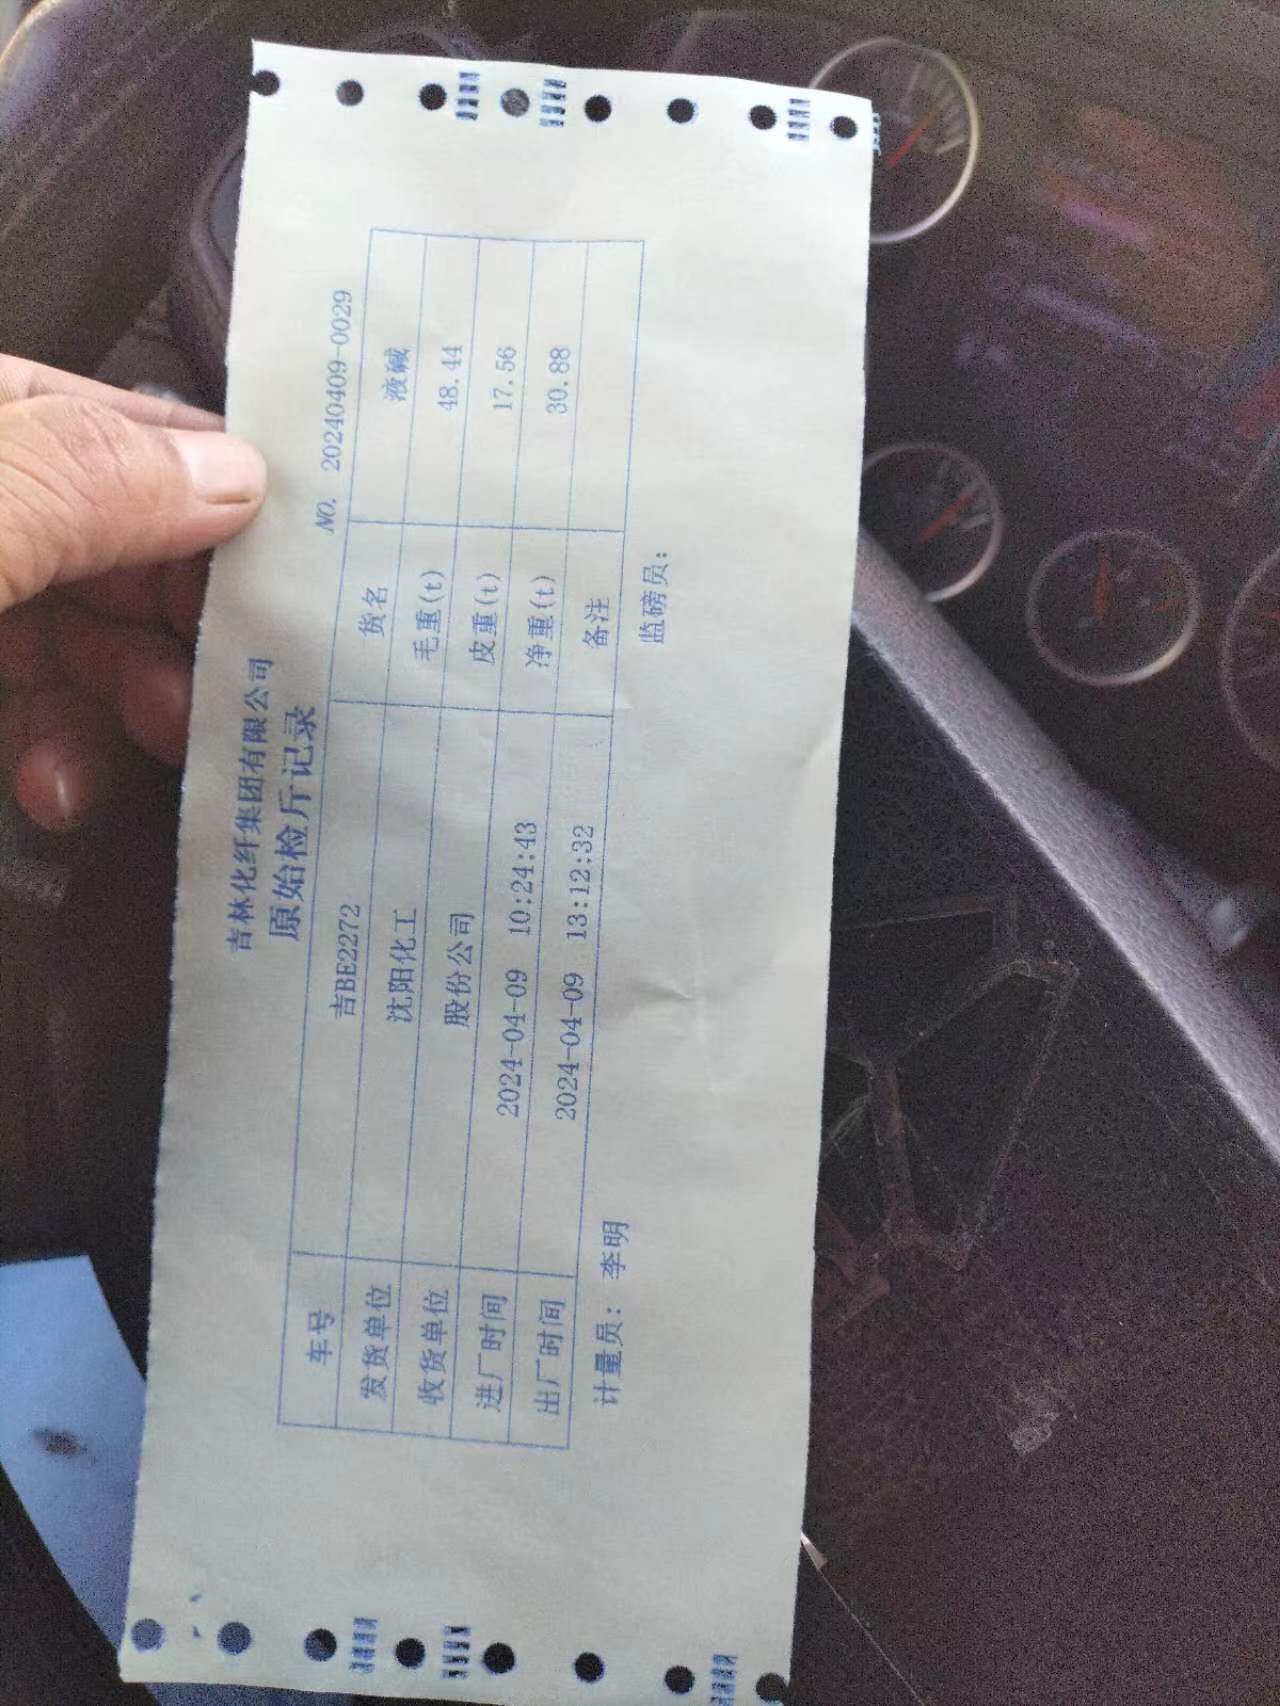 吉林化纤集团有限公司
原始检斤记录
NO. 20240409-0029
车号 吉BE2272 货名 液碱
发货单位 沈阳化工 毛重(t) 48.44
收货单位 股份公司 皮重(t) 17.56
进厂时间 2024-04-09 10:24:43 净重(t) 30.88
出厂时间 2024-04-09 13:12:32 备注
计量员: 李明 监磅员: